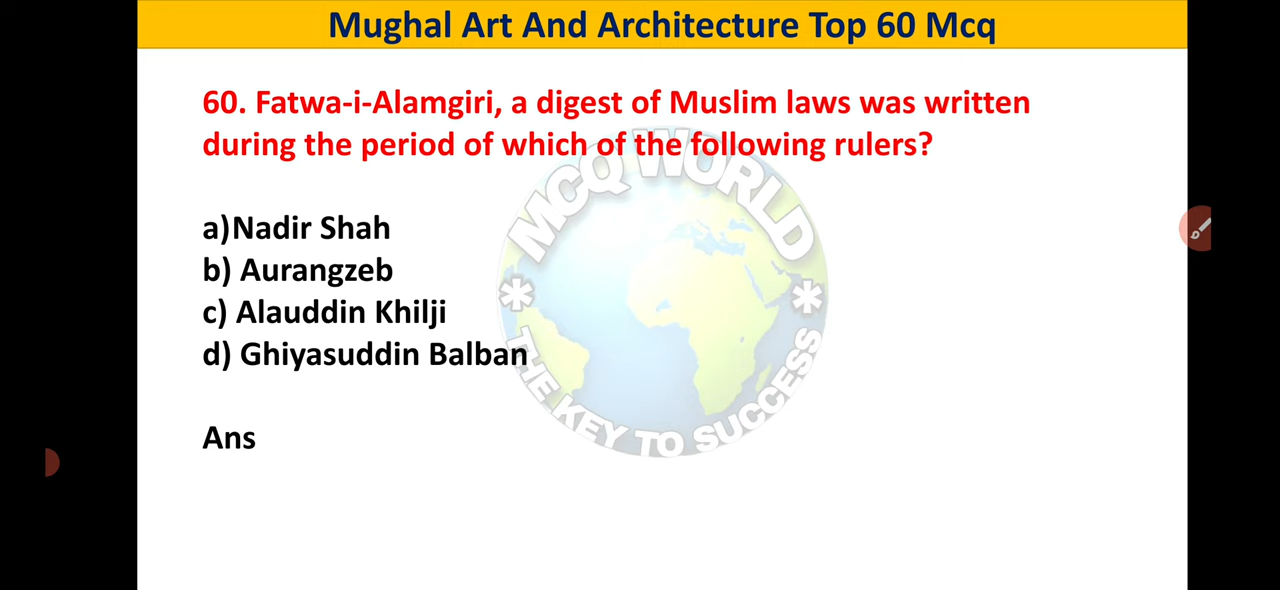 Mughal Art And Architecture Top 60 Mcq
60. Fatwa-i-Alamgiri, a digest of Muslim laws was written
during the period of which of the following rulers?
a)Nadir Shah
b) Aurangzeb
c) Alauddin Khilji
d) Ghiyasuddin Balban
Ans
MCQ WORLD
* THE KEY TO SUCCESS *